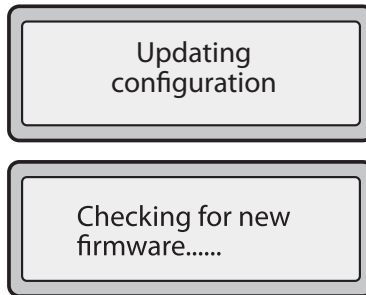 Updating
configuration
Checking for new
firmware......